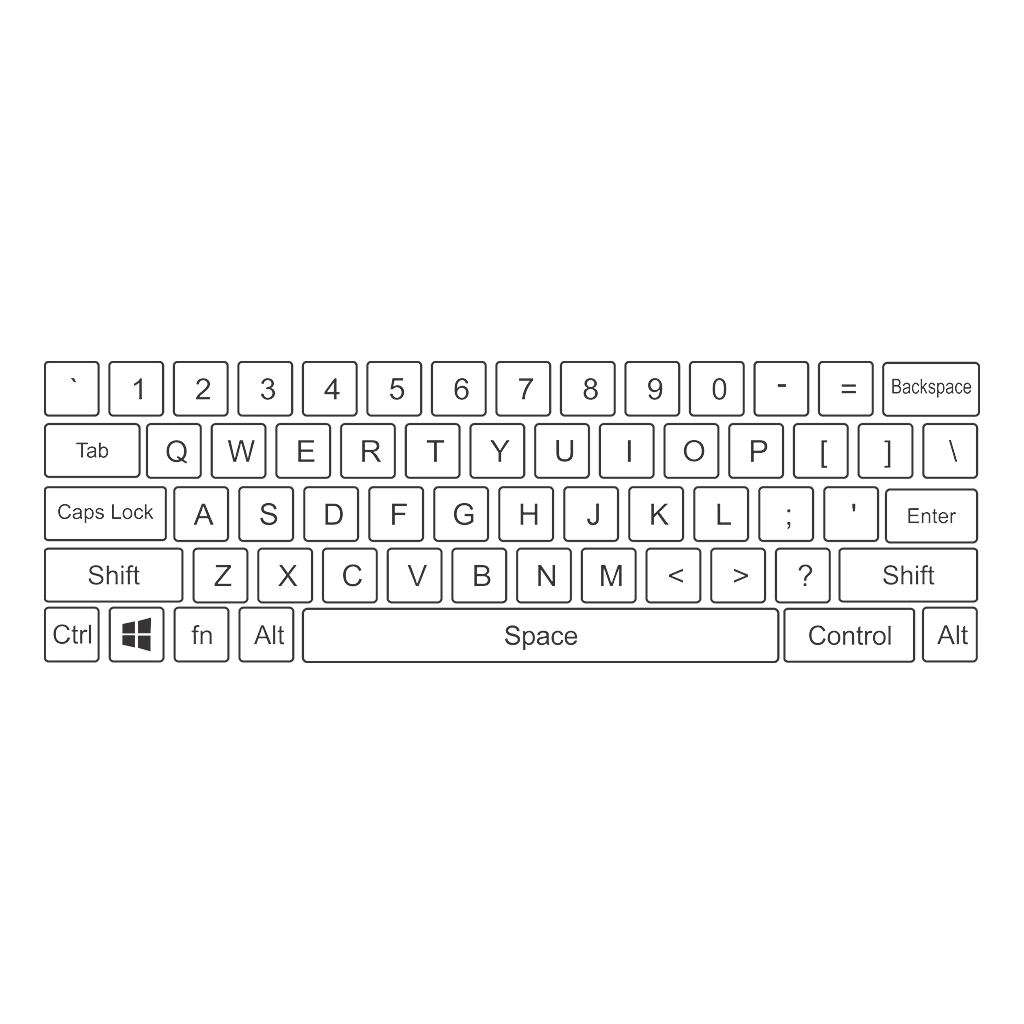 ` 1 2 3 4 5 6 7 8 9 0 - = Backspace
Tab Q W E R T Y U I O P [ ] \
Caps Lock A S D F G H J K L ; ' Enter
Shift Z X C V B N M < > ? Shift
Ctrl fn Alt Space Control Alt